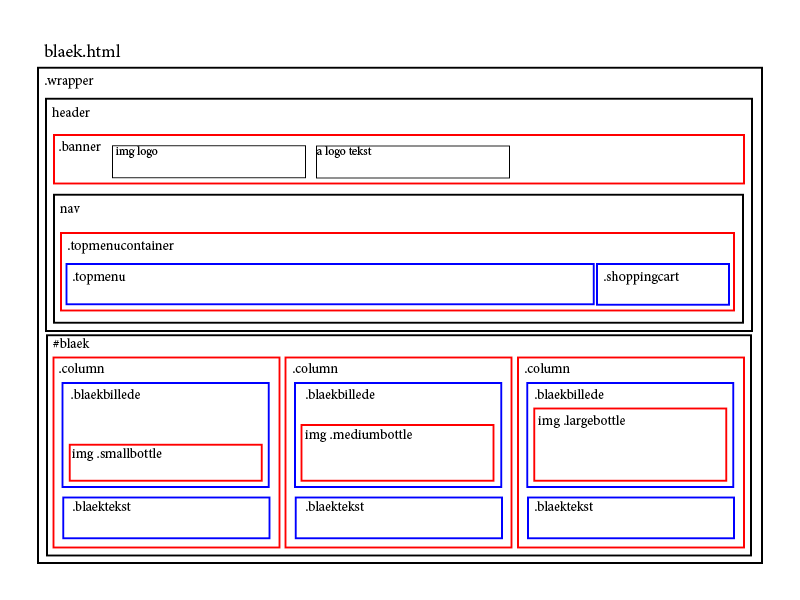 blaek.html
.wrapper
header
.banner
img logo
a logo tekst
nav
.topmenucontainer
.topmenu
.shoppingcart
#blaek
.column
.column
.column
.blaekbillede
.blaekbillede
.blaekbillede
img .smallbottle
img .mediumbottle
img .largebottle
.blaektekst
.blaektekst
.blaektekst